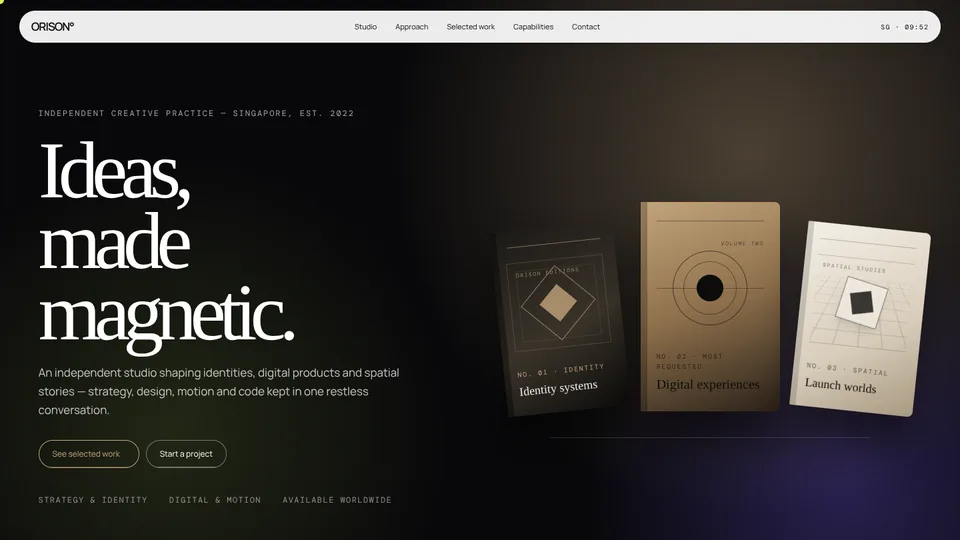 ORISON°
Studio
Approach
Selected work
Capabilities
Contact
SG · 09:52
INDEPENDENT CREATIVE PRACTICE — SINGAPORE, EST. 2022
Ideas,
made
magnetic.
An independent studio shaping identities, digital products and spatial
stories — strategy, design, motion and code kept in one restless
conversation.
See selected work
Start a project
STRATEGY & IDENTITY
DIGITAL & MOTION
AVAILABLE WORLDWIDE
ORISON EDITIONS
NO. 01 · IDENTITY
Identity systems
VOLUME TWO
NO. 02 · MOST
REQUESTED
Digital experiences
SPATIAL STUDIES
NO. 03 · SPATIAL
Launch worlds